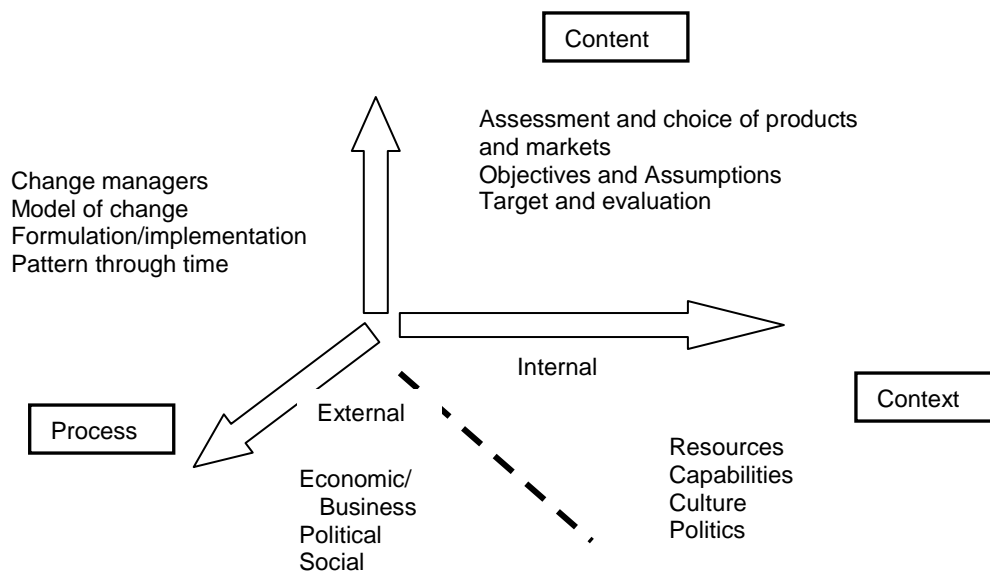 Content
Assessment and choice of products
and markets
Objectives and Assumptions
Target and evaluation
Change managers
Model of change
Formulation/implementation
Pattern through time
Internal
Context
External
Process
Resources
Capabilities
Culture
Politics
Economic/
Business
Political
Social